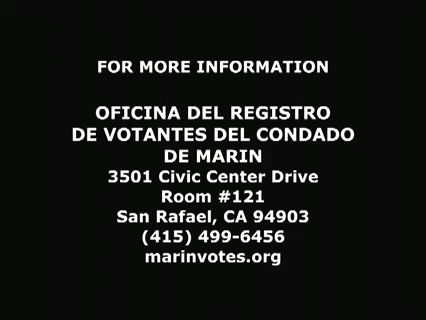 FOR MORE INFORMATION
OFICINA DEL REGISTRO
DE VOTANTES DEL CONDADO
DE MARIN
3501 Civic Center Drive
Room #121
San Rafael, CA 94903
(415) 499-6456
marinvotes.org